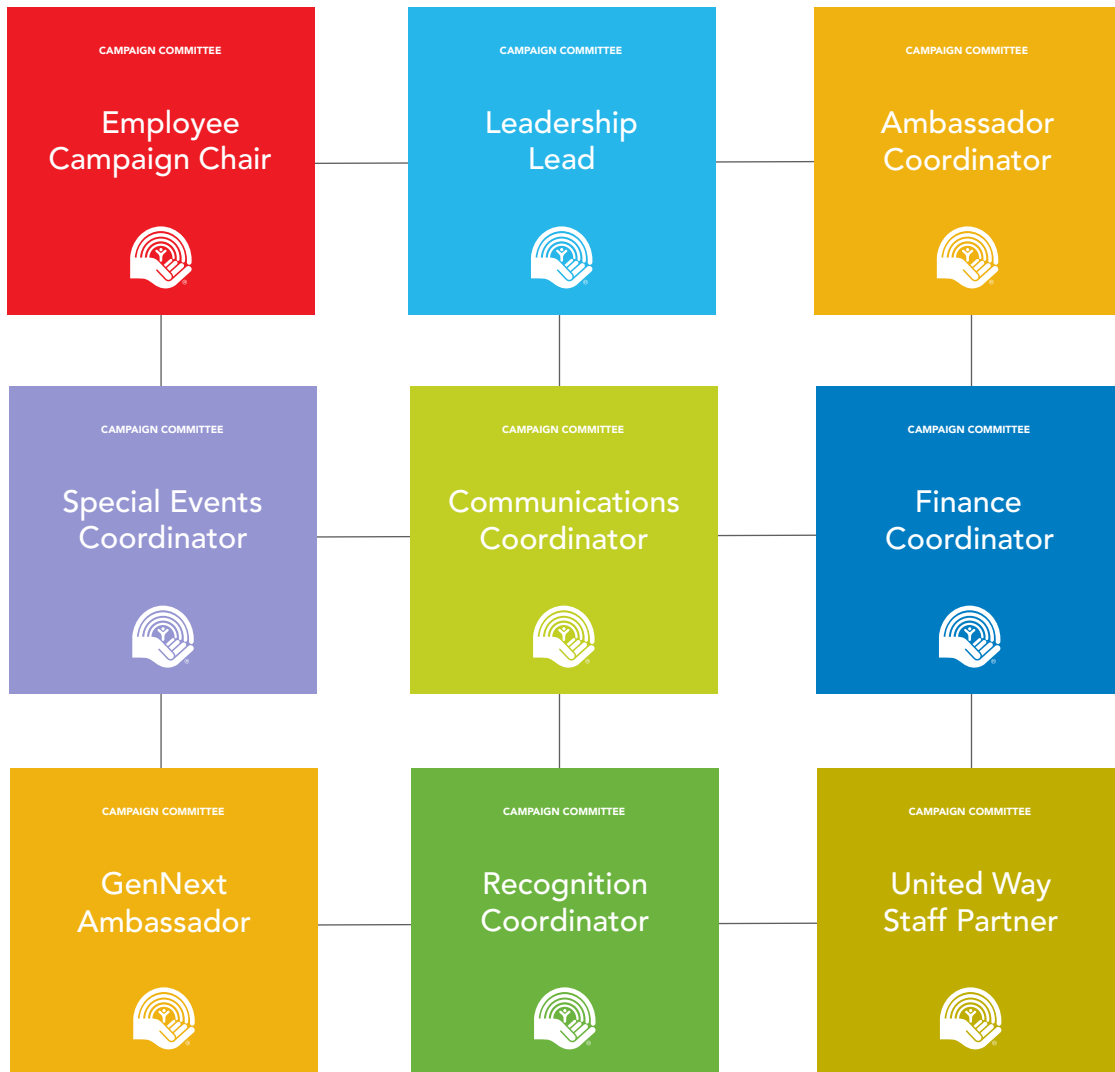 CAMPAIGN COMMITTEE
Employee
Campaign Chair
CAMPAIGN COMMITTEE
Leadership
Lead
CAMPAIGN COMMITTEE
Ambassador
Coordinator
CAMPAIGN COMMITTEE
Special Events
Coordinator
CAMPAIGN COMMITTEE
Communications
Coordinator
CAMPAIGN COMMITTEE
Finance
Coordinator
CAMPAIGN COMMITTEE
GenNext
Ambassador
CAMPAIGN COMMITTEE
Recognition
Coordinator
CAMPAIGN COMMITTEE
United Way
Staff Partner